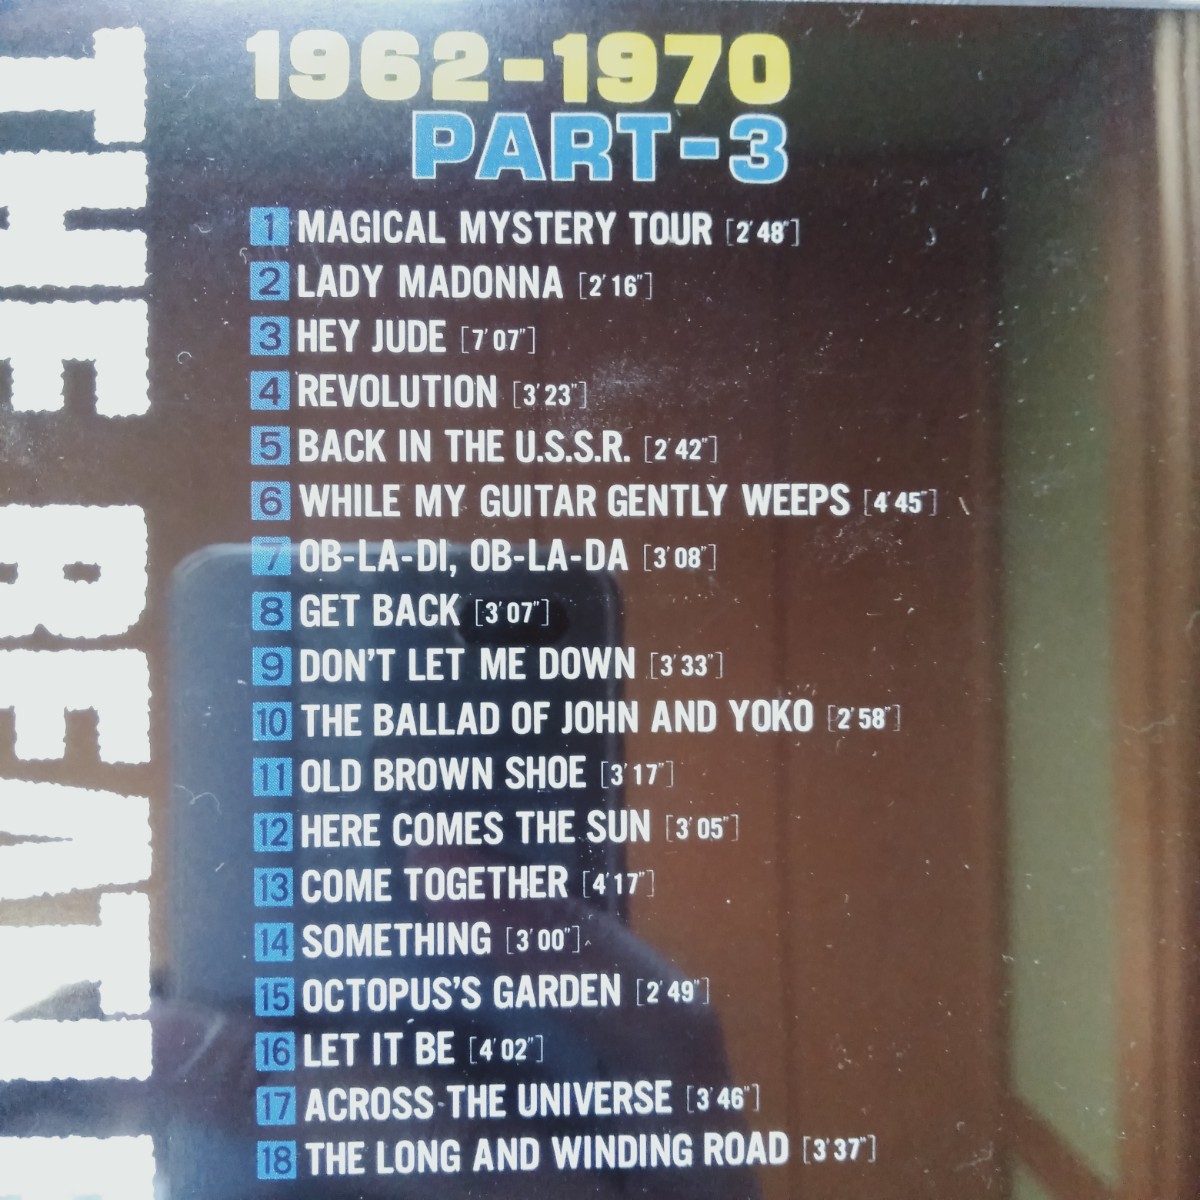 THE BEATL
1962-1970
PART-3
1 MAGICAL MYSTERY TOUR [2'48"]
2 LADY MADONNA [2'16"]
3 HEY JUDE [7'07"]
4 REVOLUTION [3'23"]
5 BACK IN THE U.S.S.R. [2'42"]
6 WHILE MY GUITAR GENTLY WEEPS [4'45"]
7 OB-LA-DI, OB-LA-DA [3'08"]
8 GET BACK [3'07"]
9 DON'T LET ME DOWN [3'33"]
10 THE BALLAD OF JOHN AND YOKO [2'58"]
11 OLD BROWN SHOE [3'17"]
12 HERE COMES THE SUN [3'05"]
13 COME TOGETHER [4'17"]
14 SOMETHING [3'00"]
15 OCTOPUS'S GARDEN [2'49"]
16 LET IT BE [4'02"]
17 ACROSS THE UNIVERSE [3'46"]
18 THE LONG AND WINDING ROAD [3'37"]